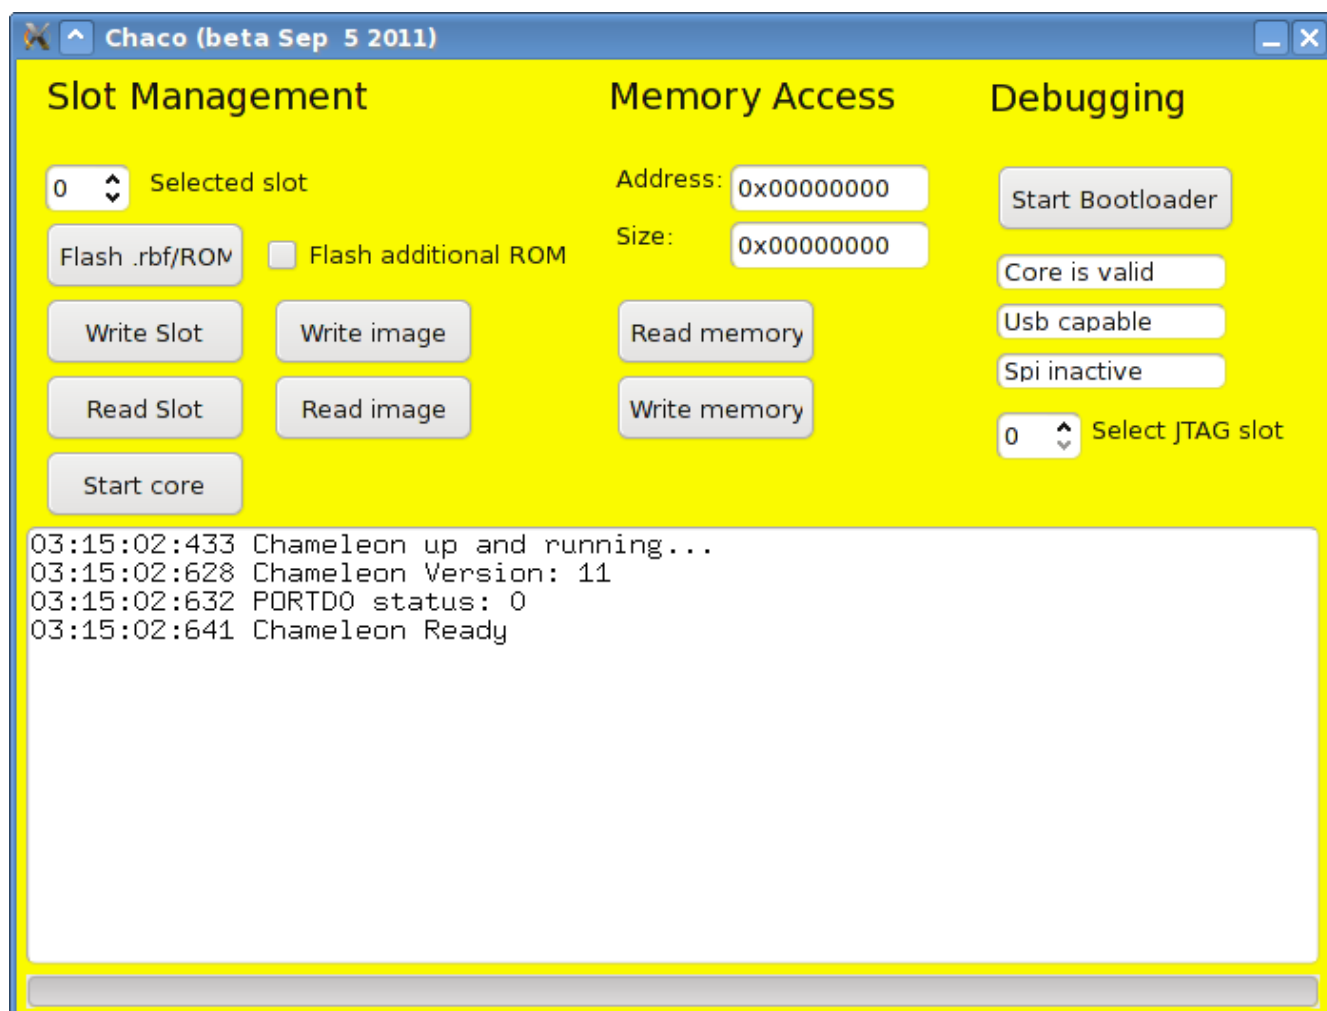 Chaco (beta Sep  5 2011)
Slot Management
Memory Access
Debugging
0
Selected slot
Address:
0x00000000
Start Bootloader
Flash .rbf/ROM
Flash additional ROM
Size:
0x00000000
Core is valid
Write Slot
Write image
Read memory
Usb capable
Spi inactive
Read Slot
Read image
Write memory
0
Select JTAG slot
Start core
03:15:02:433 Chameleon up and running...
03:15:02:628 Chameleon Version: 11
03:15:02:632 PORTD0 status: 0
03:15:02:641 Chameleon Ready